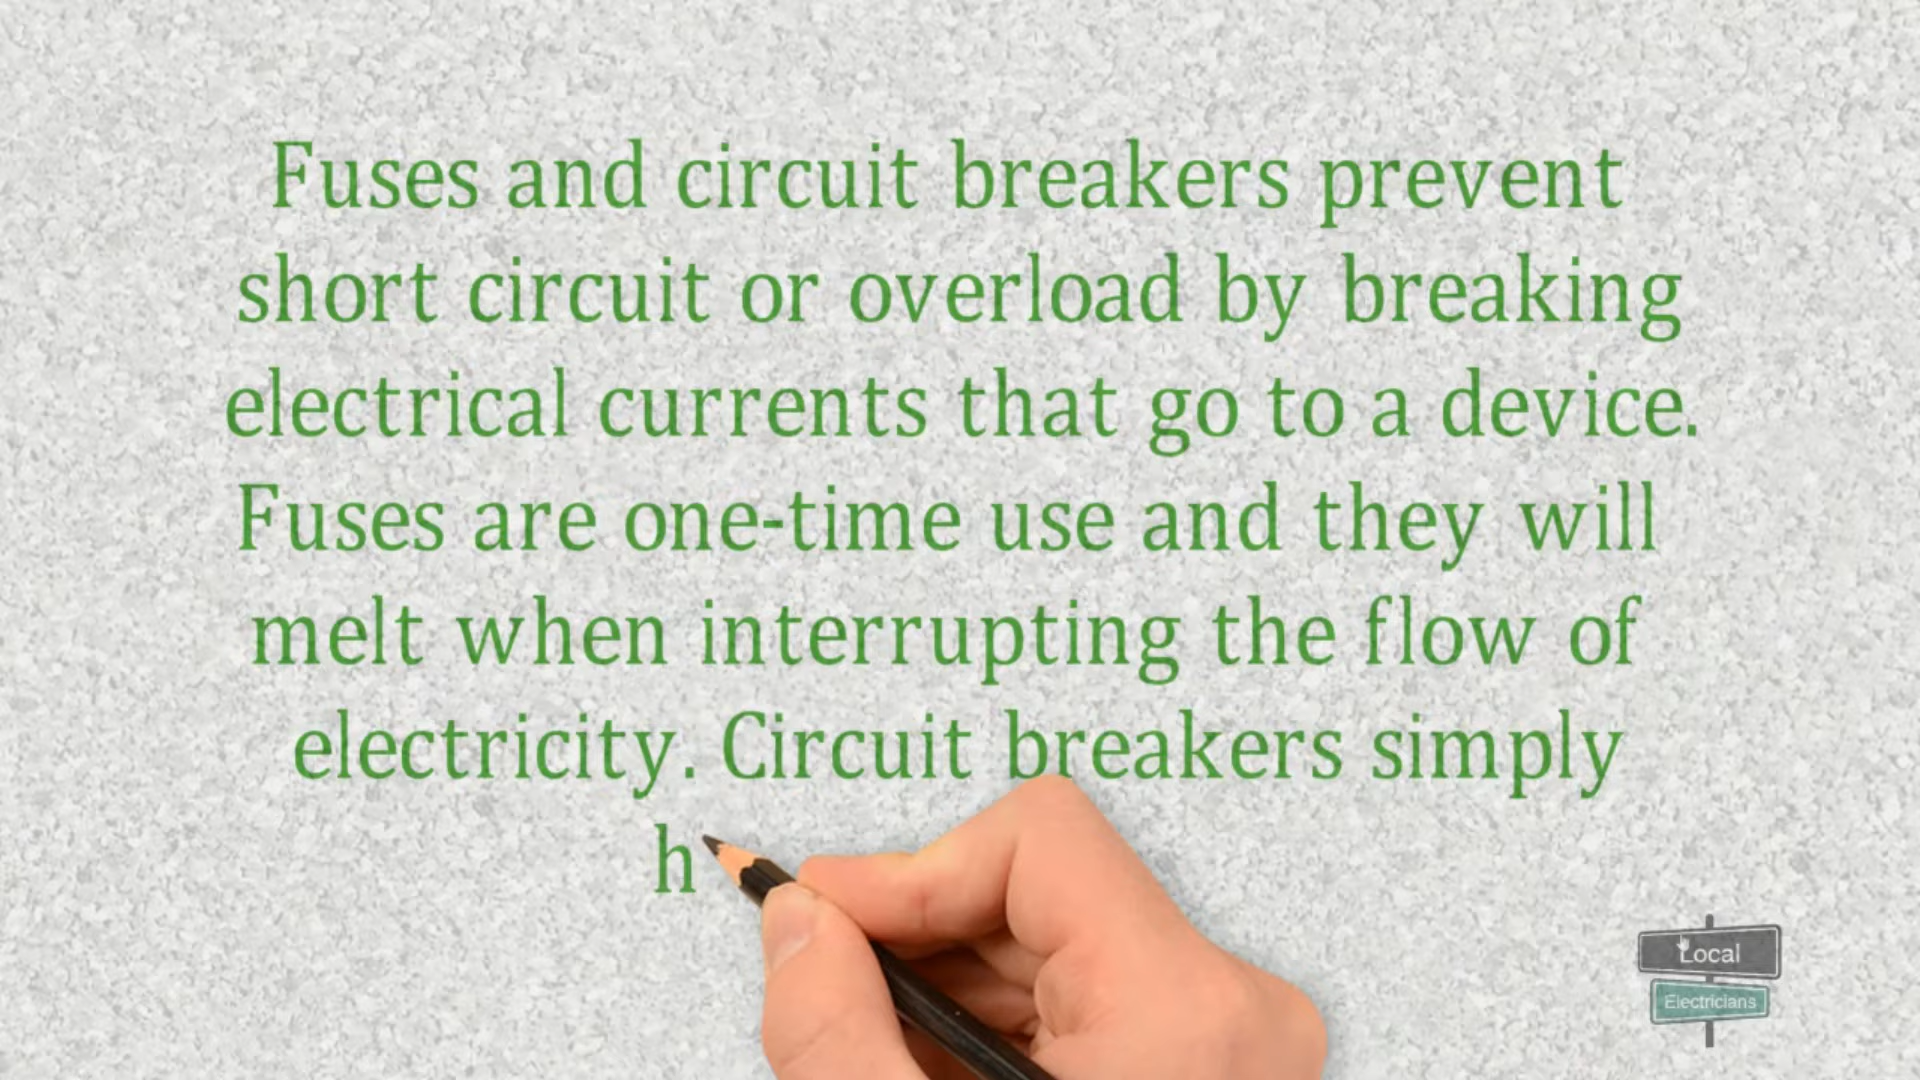 Fuses and circuit breakers prevent
short circuit or overload by breaking
electrical currents that go to a device.
Fuses are one-time use and they will
melt when interrupting the flow of
electricity. Circuit breakers simply
h
Local
Electricians